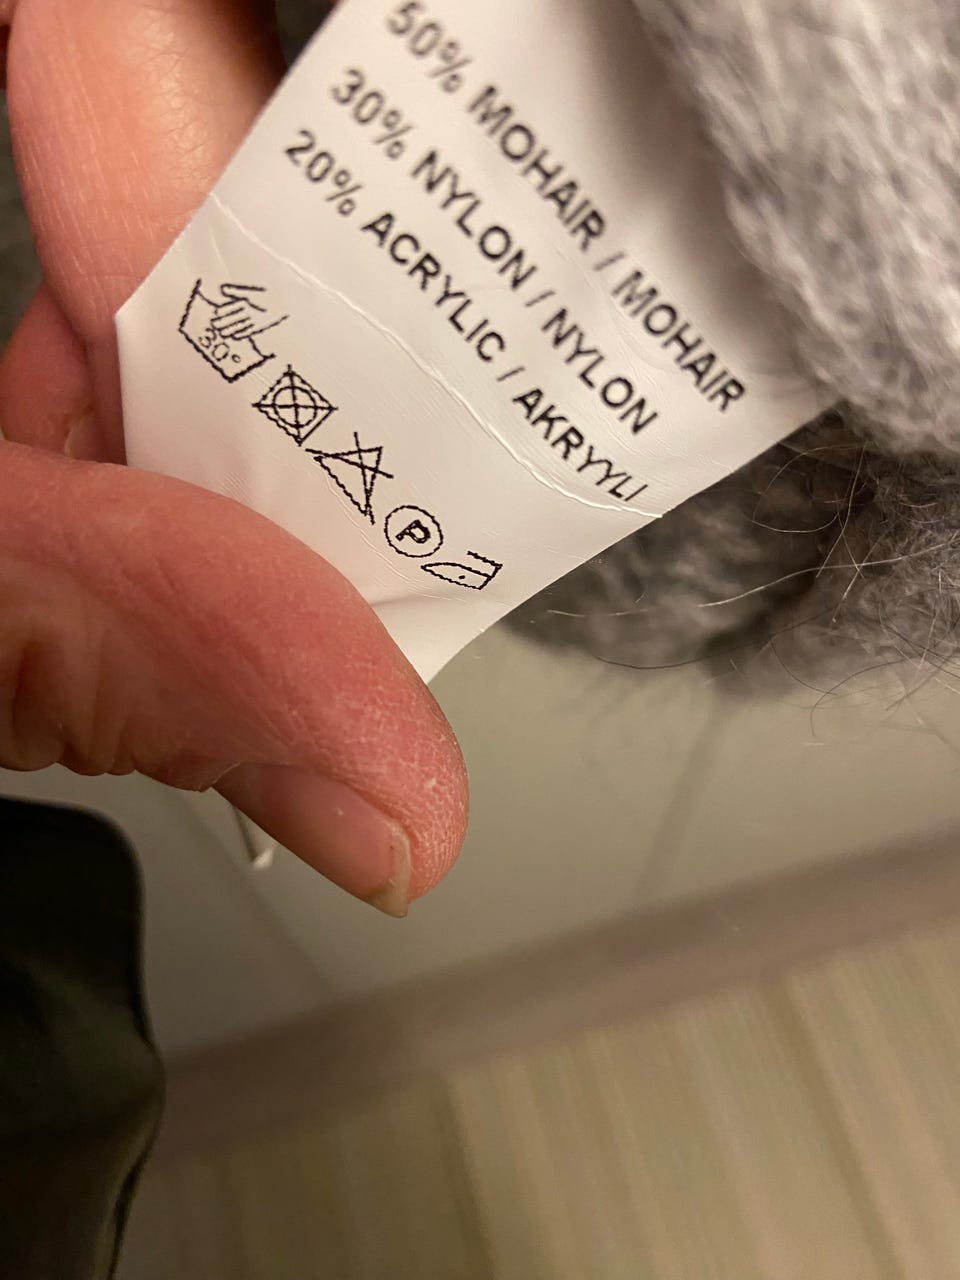 50% MOHAIR / MOHAIR
30% NYLON / NYLON
20% ACRYLIC / AKRYYLI
30°
P